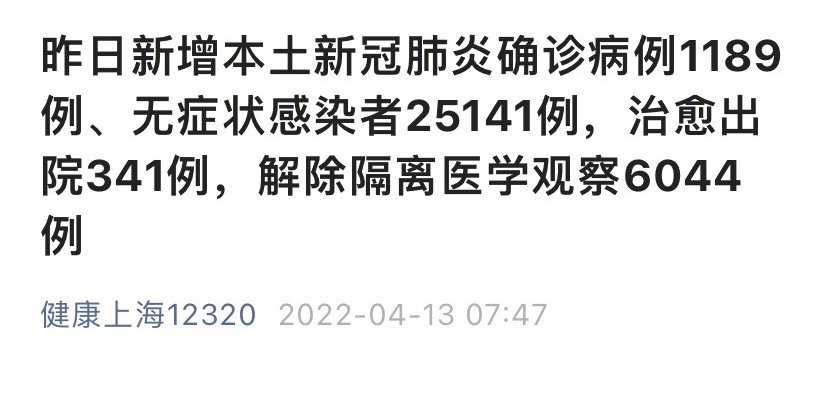 昨日新增本土新冠肺炎确诊病例1189
例、无症状感染者25141例，治愈出
院341例，解除隔离医学观察6044
例
健康上海12320 2022-04-13 07:47